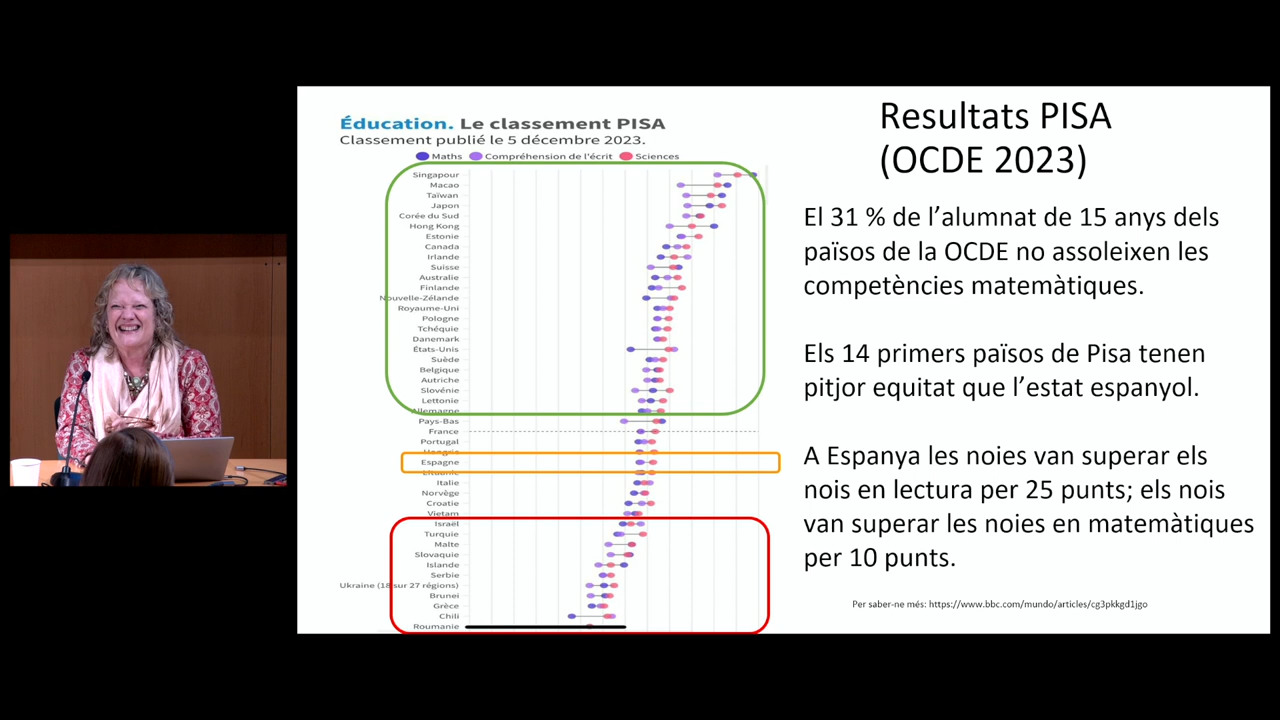 Éducation. Le classement PISA
Classement publié le 5 décembre 2023.
Maths Compréhension de l'écrit Sciences
Singapour
Macao
Taïwan
Japon
Corée du Sud
Hong Kong
Estonie
Canada
Irlande
Suisse
Australie
Finlande
Nouvelle-Zélande
Royaume-Uni
Pologne
Tchéquie
Danemark
États-Unis
Suède
Belgique
Autriche
Slovénie
Lettonie
Allemagne
Pays-Bas
France
Portugal
Hongrie
Espagne
Lituanie
Italie
Norvège
Croatie
Vietam
Israël
Turquie
Malte
Slovaquie
Islande
Serbie
Ukraine (18 sur 27 régions)
Brunei
Grèce
Chili
Roumanie
Resultats PISA
(OCDE 2023)
El 31 % de l’alumnat de 15 anys dels
països de la OCDE no assoleixen les
competències matemàtiques.
Els 14 primers països de Pisa tenen
pitjor equitat que l’estat espanyol.
A Espanya les noies van superar els
nois en lectura per 25 punts; els nois
van superar les noies en matemàtiques
per 10 punts.
Per saber-ne més: https://www.bbc.com/mundo/articles/cg3pkkgd1jgo